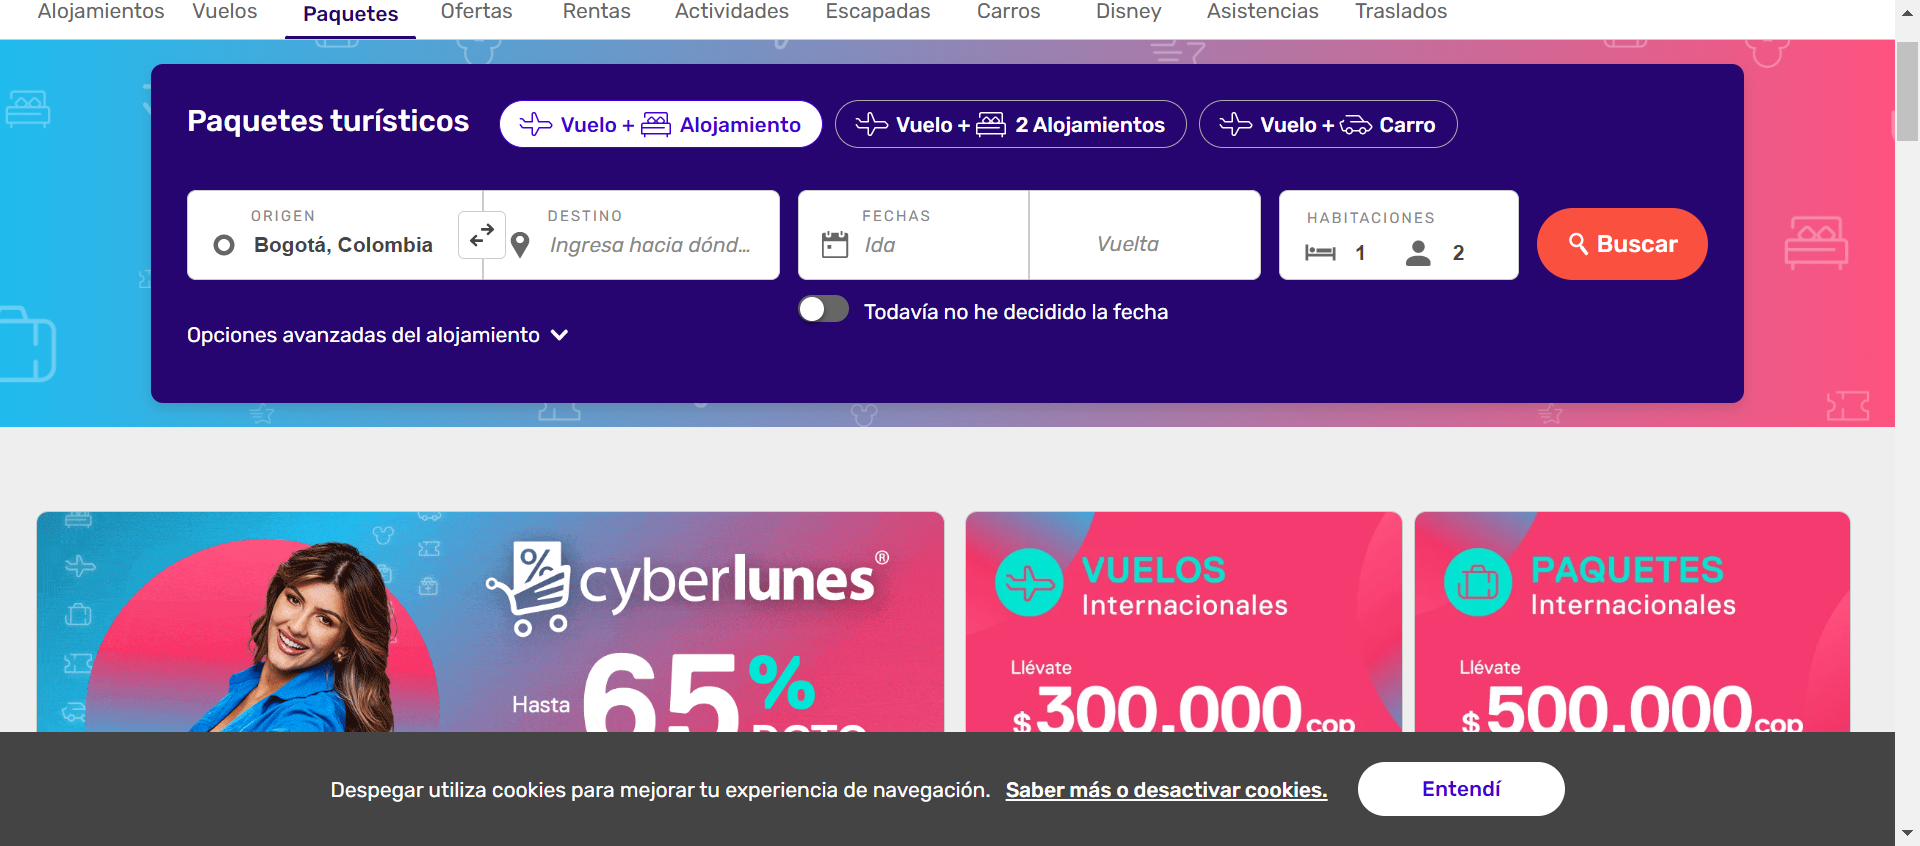 Alojamientos Vuelos Paquetes Ofertas Rentas Actividades Escapadas Carros Disney Asistencias Traslados
Paquetes turísticos
Vuelo + Alojamiento
Vuelo + 2 Alojamientos
Vuelo + Carro
ORIGEN
Bogotá, Colombia
DESTINO
Ingresa hacia dónd...
FECHAS
Ida
Vuelta
HABITACIONES
1 2
Buscar
Todavía no he decidido la fecha
Opciones avanzadas del alojamiento
% cyberlunes®
Hasta 65%
DCTO
VUELOS
Internacionales
Llévate
$300.000 cop
PAQUETES
Internacionales
Llévate
$500.000 cop
Despegar utiliza cookies para mejorar tu experiencia de navegación. Saber más o desactivar cookies.
Entendí